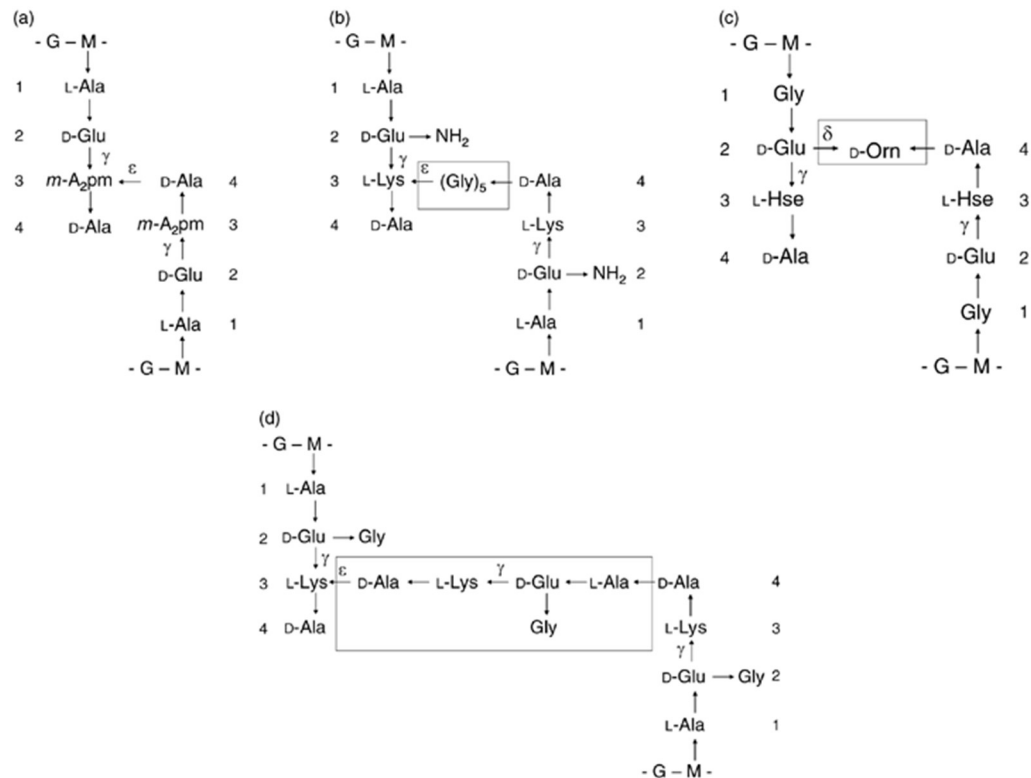 (a)
- G – M -
1 L-Ala
2 D-Glu
γ
ε
3 m-A₂pm D-Ala 4
4 D-Ala m-A₂pm 3
γ
D-Glu 2
L-Ala 1
- G – M -
(b)
- G – M -
1 L-Ala
2 D-Glu NH₂
γ
ε
3 L-Lys (Gly)₅ D-Ala 4
4 D-Ala L-Lys 3
γ
D-Glu NH₂ 2
L-Ala 1
- G – M -
(c)
- G – M -
1 Gly
δ
2 D-Glu D-Orn D-Ala 4
γ
3 L-Hse L-Hse 3
γ
4 D-Ala D-Glu 2
Gly 1
- G – M -
(d)
- G – M -
1 L-Ala
2 D-Glu Gly
γ
ε γ
3 L-Lys D-Ala L-Lys D-Glu L-Ala D-Ala 4
4 D-Ala Gly L-Lys 3
γ
D-Glu Gly 2
L-Ala 1
- G – M -